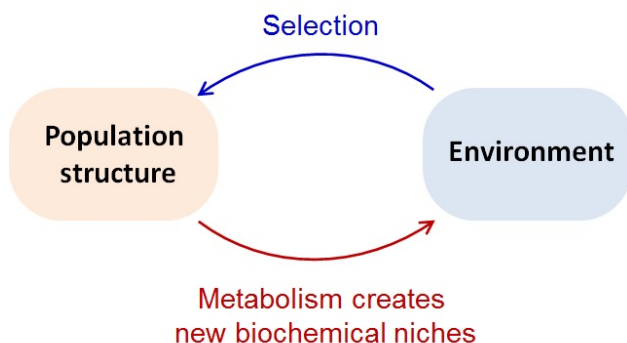 Selection
Population
structure
Environment
Metabolism creates
new biochemical niches